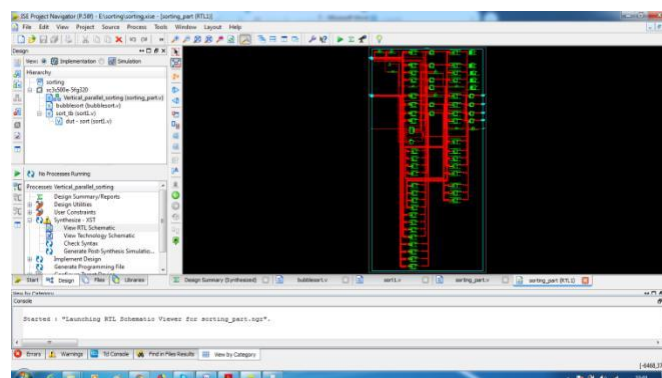 ISE Project Navigator (P.58f) - E:\sorting\sorting.xise - [sorting_part (RTL1)]
File Edit View Project Source Process Tools Window Layout Help
Design
View: Implementation Simulation
Hierarchy
sorting
xc3s500e-5fg320
Vertical_parallel_sorting (sorting_part.v)
bubblesort (bubblesort.v)
sort_tb (sort1.v)
dut - sort (sort1.v)
No Processes Running
Processes: Vertical_parallel_sorting
Design Summary/Reports
Design Utilities
User Constraints
Synthesize - XST
View RTL Schematic
View Technology Schematic
Check Syntax
Generate Post-Synthesis Simulatio...
Implement Design
Generate Programming File
Start Design Files Libraries
Design Summary (Synthesized) bubblesort.v sort1.v sorting_part.v sorting_part (RTL1)
View by Category
Console
Started : "Launching RTL Schematic Viewer for sorting_part.ngr".
Errors Warnings Tcl Console Find in Files Results View by Category